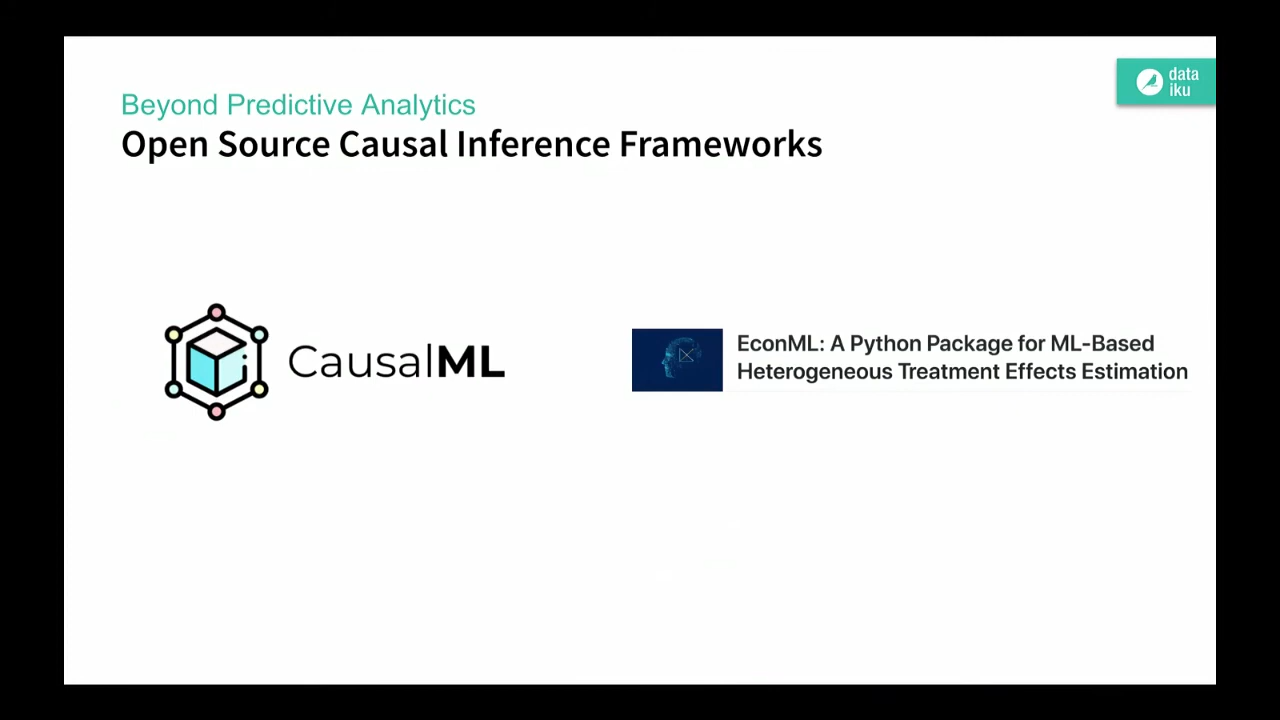 data
iku
Beyond Predictive Analytics
Open Source Causal Inference Frameworks
CausalML
EconML: A Python Package for ML-Based
Heterogeneous Treatment Effects Estimation